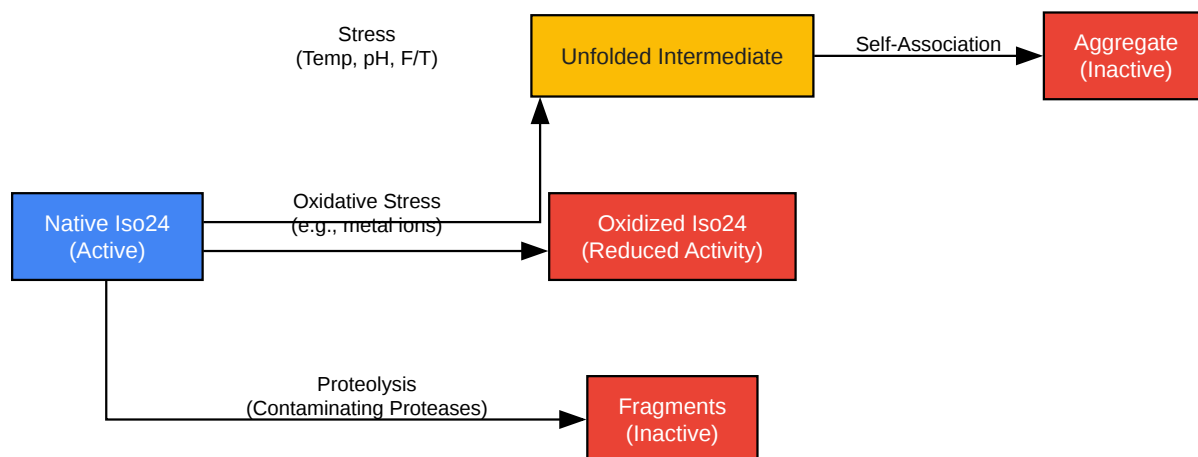 Stress
(Temp, pH, F/T)
Unfolded Intermediate
Self-Association
Aggregate
(Inactive)
Native Iso24
(Active)
Oxidative Stress
(e.g., metal ions)
Oxidized Iso24
(Reduced Activity)
Proteolysis
(Contaminating Proteases)
Fragments
(Inactive)